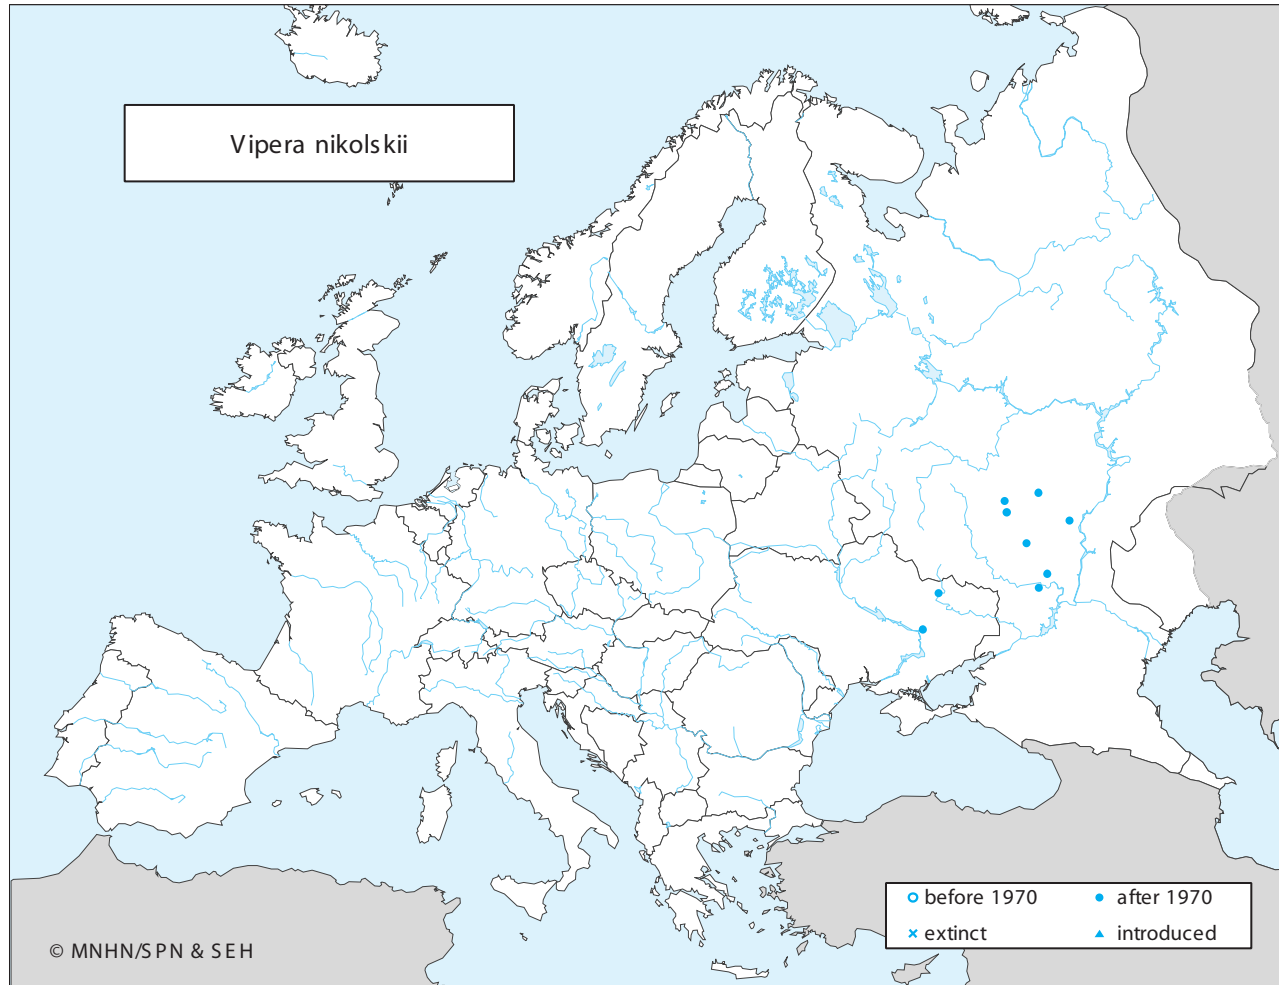 Vipera nikolskii
before 1970
after 1970
extinct
introduced
© MNHN/SPN & SEH